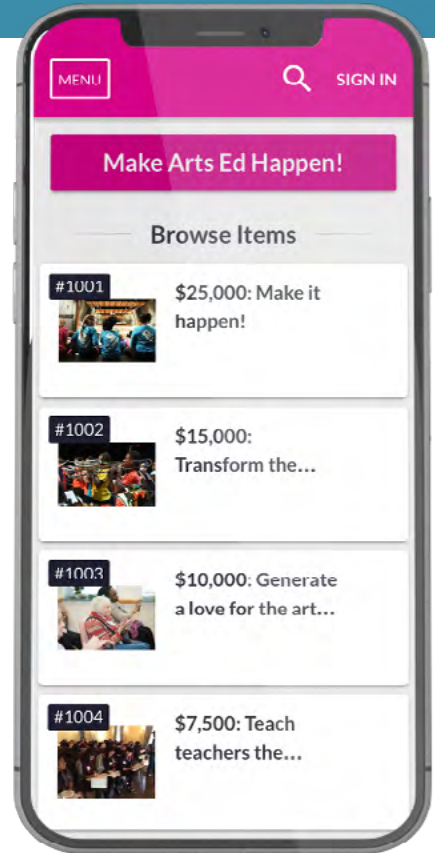 MENU
SIGN IN
Make Arts Ed Happen!
Browse Items
#1001
$25,000: Make it
happen!
#1002
$15,000:
Transform the...
#1003
$10,000: Generate
a love for the art...
#1004
$7,500: Teach
teachers the...